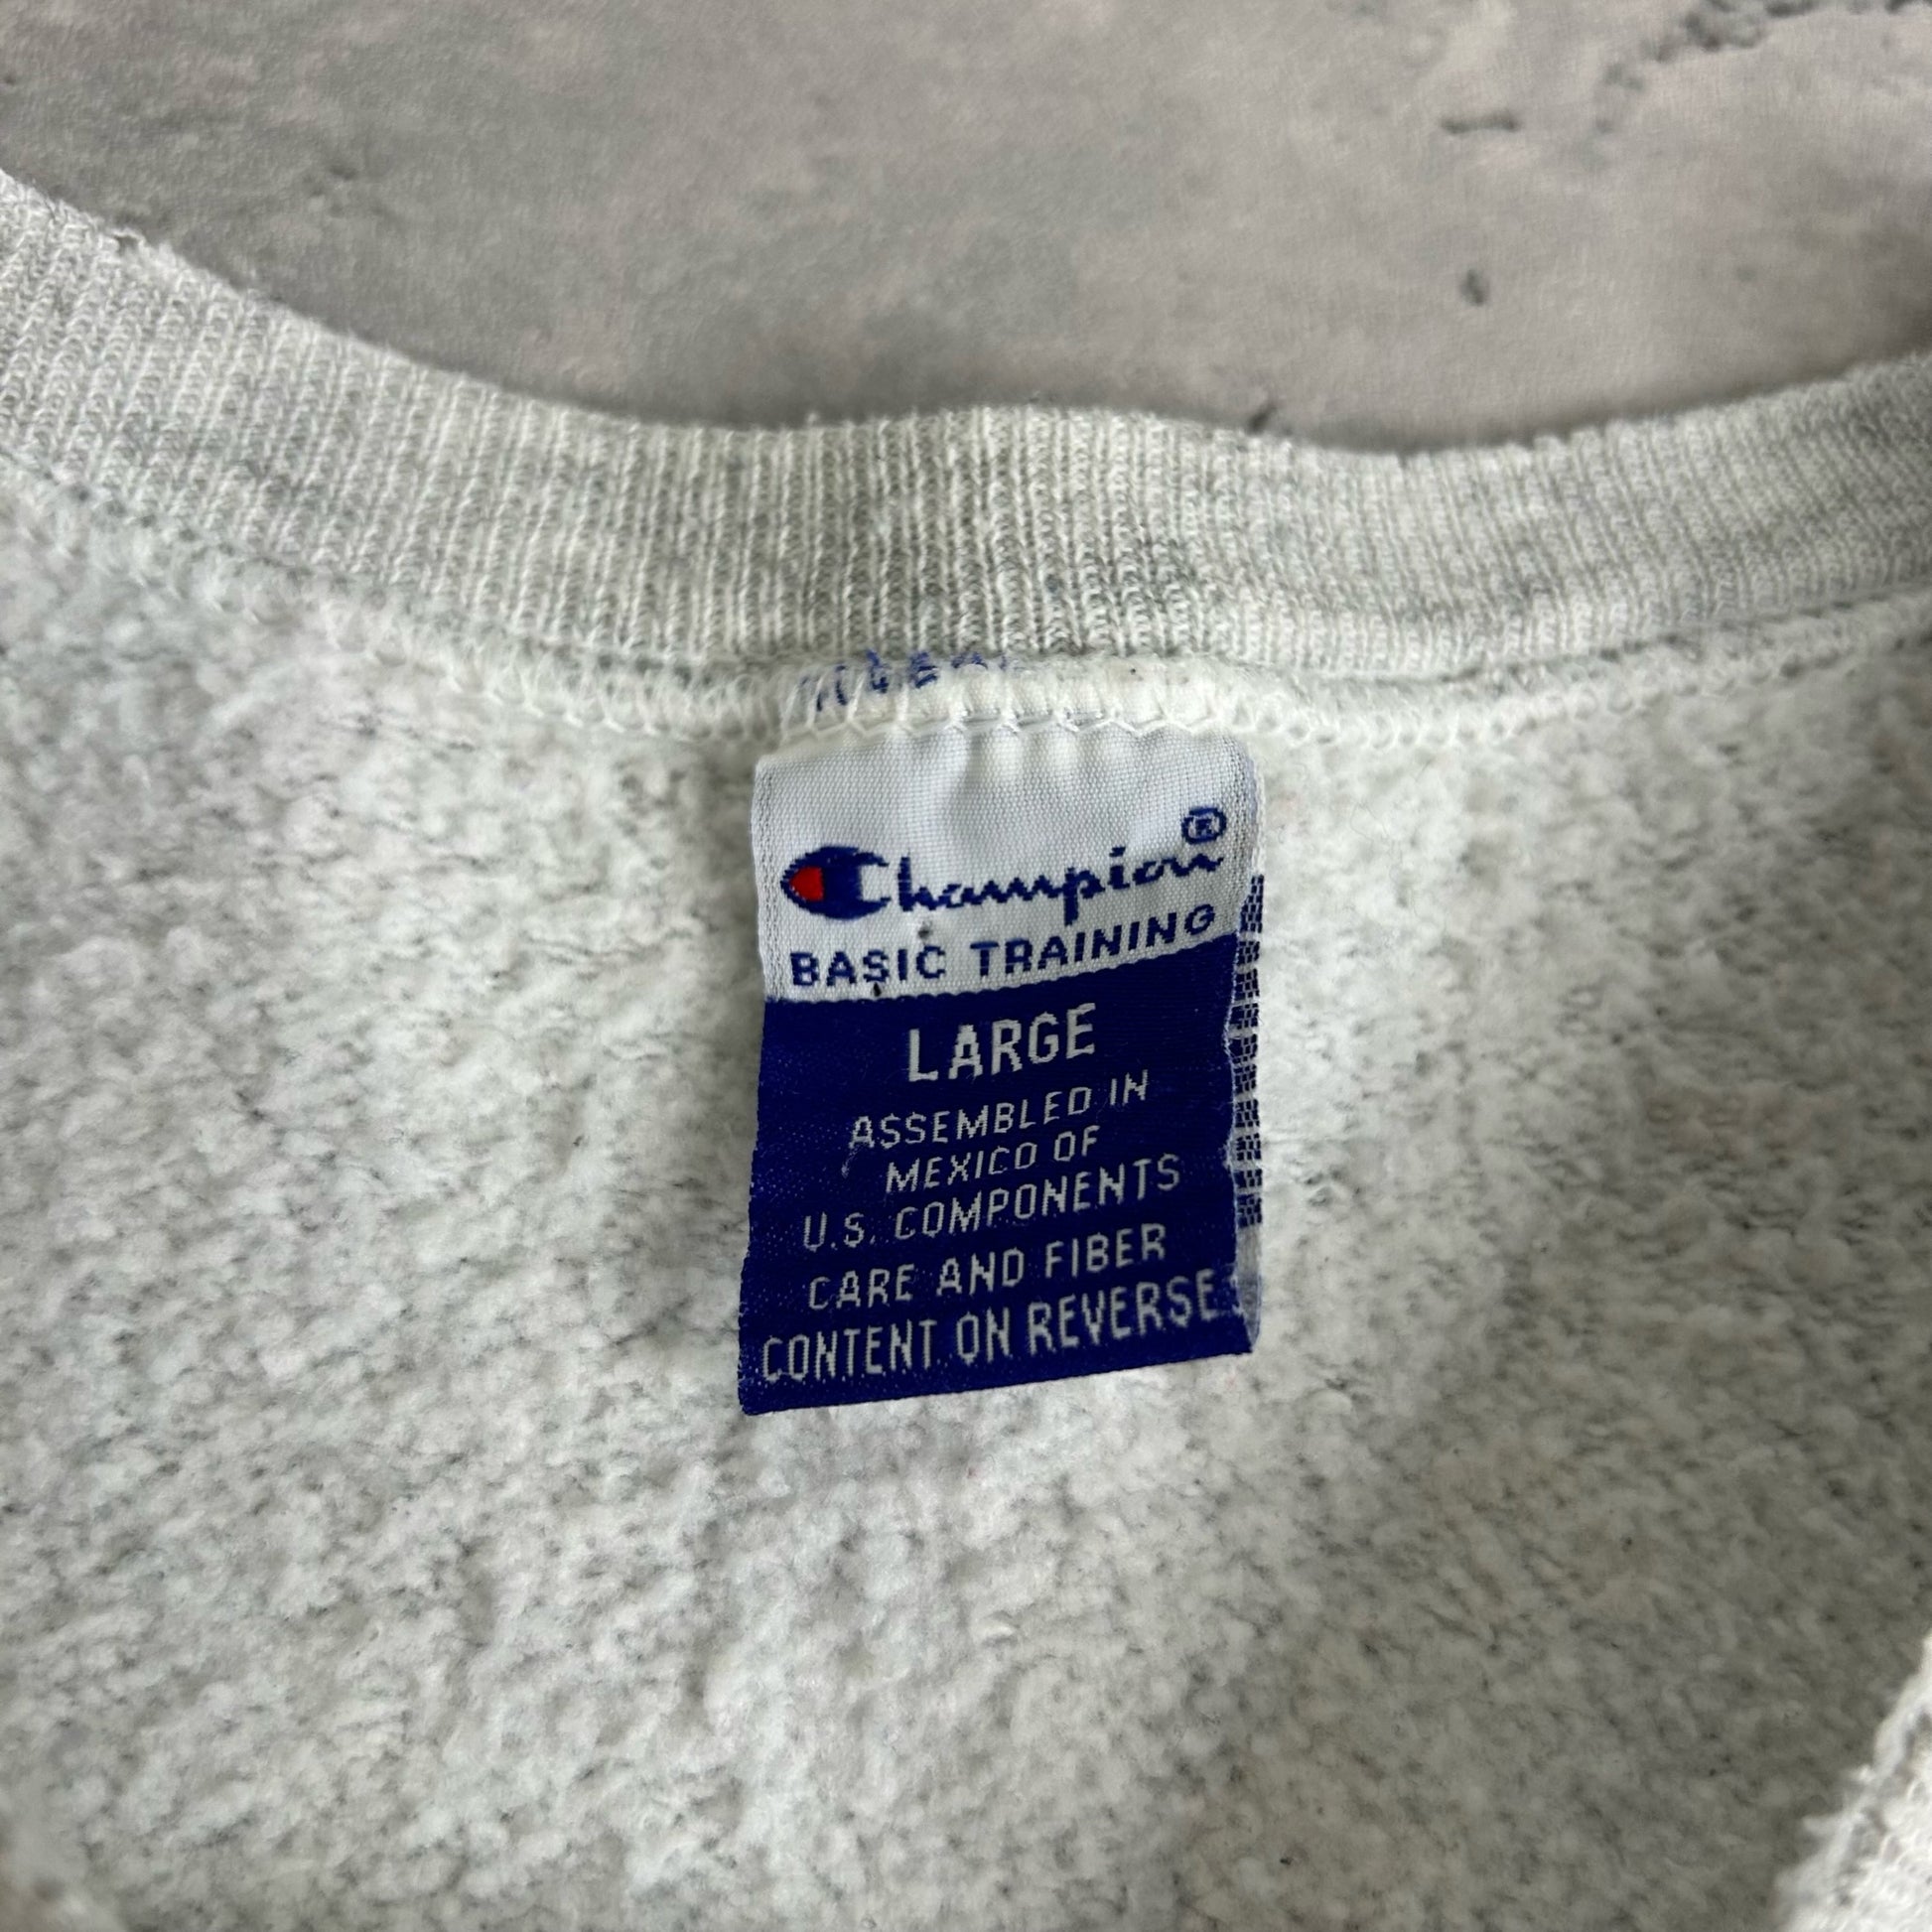 Champion®
BASIC TRAINING
LARGE
ASSEMBLED IN
MEXICO OF
U.S. COMPONENTS
CARE AND FIBER
CONTENT ON REVERSE